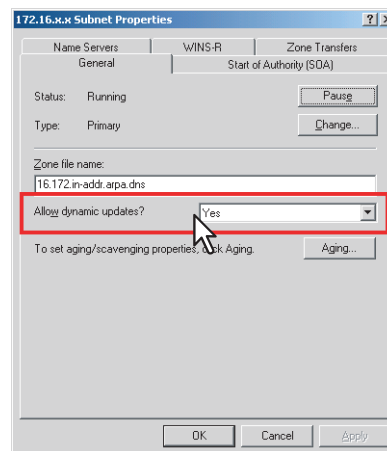 172.16.x.x Subnet Properties
Name Servers WINS-R Zone Transfers
General Start of Authority (SOA)
Status: Running Pause
Type: Primary Change...
Zone file name:
16.172.in-addr.arpa.dns
Allow dynamic updates? Yes
To set aging/scavenging properties, click Aging. Aging...
OK Cancel Apply